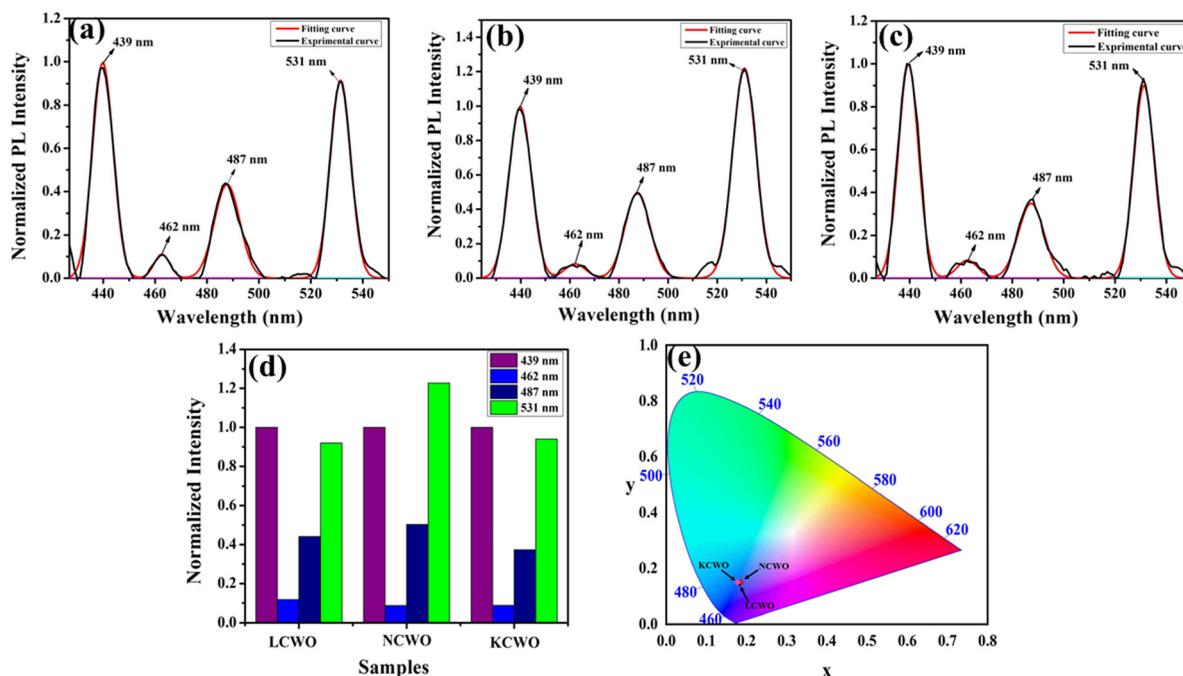 (a)
Fitting curve
Exprimental curve
439 nm
462 nm
487 nm
531 nm
Normalized PL Intensity
1.2
1.0
0.8
0.6
0.4
0.2
0.0
440 460 480 500 520 540
Wavelength (nm)
(b)
Fitting curve
Exprimental curve
439 nm
462 nm
487 nm
531 nm
Normalized PL Intensity
1.4
1.2
1.0
0.8
0.6
0.4
0.2
0.0
440 460 480 500 520 540
Wavelength (nm)
(c)
Fitting curve
Exprimental curve
439 nm
462 nm
487 nm
531 nm
Normalized PL Intensity
1.2
1.0
0.8
0.6
0.4
0.2
0.0
440 460 480 500 520 540
Wavelength (nm)
(d)
439 nm
462 nm
487 nm
531 nm
Normalized Intensity
1.4
1.2
1.0
0.8
0.6
0.4
0.2
0.0
LCWO NCWO KCWO
Samples
(e)
y
1.0
0.8
0.6
0.4
0.2
0.0
520
540
560
580
600
620
500
480
460
KCWO
NCWO
LCWO
0.0 0.1 0.2 0.3 0.4 0.5 0.6 0.7 0.8
x